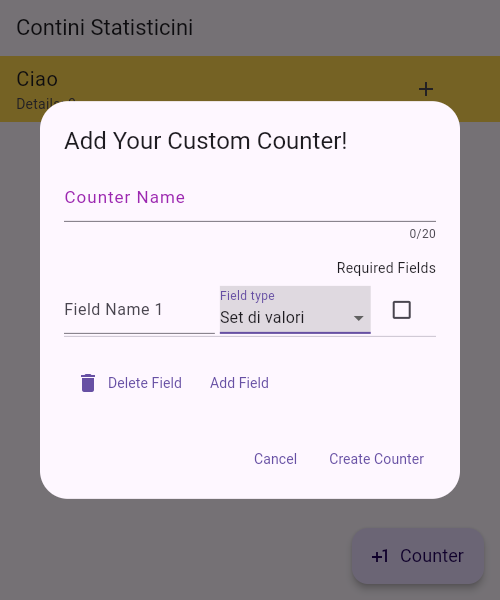 Contini Statisticini
Ciao
Details: 0
Add Your Custom Counter!
Counter Name
0/20
Required Fields
Field Name 1
Field type
Set di valori
Delete Field
Add Field
Cancel
Create Counter
+1 Counter